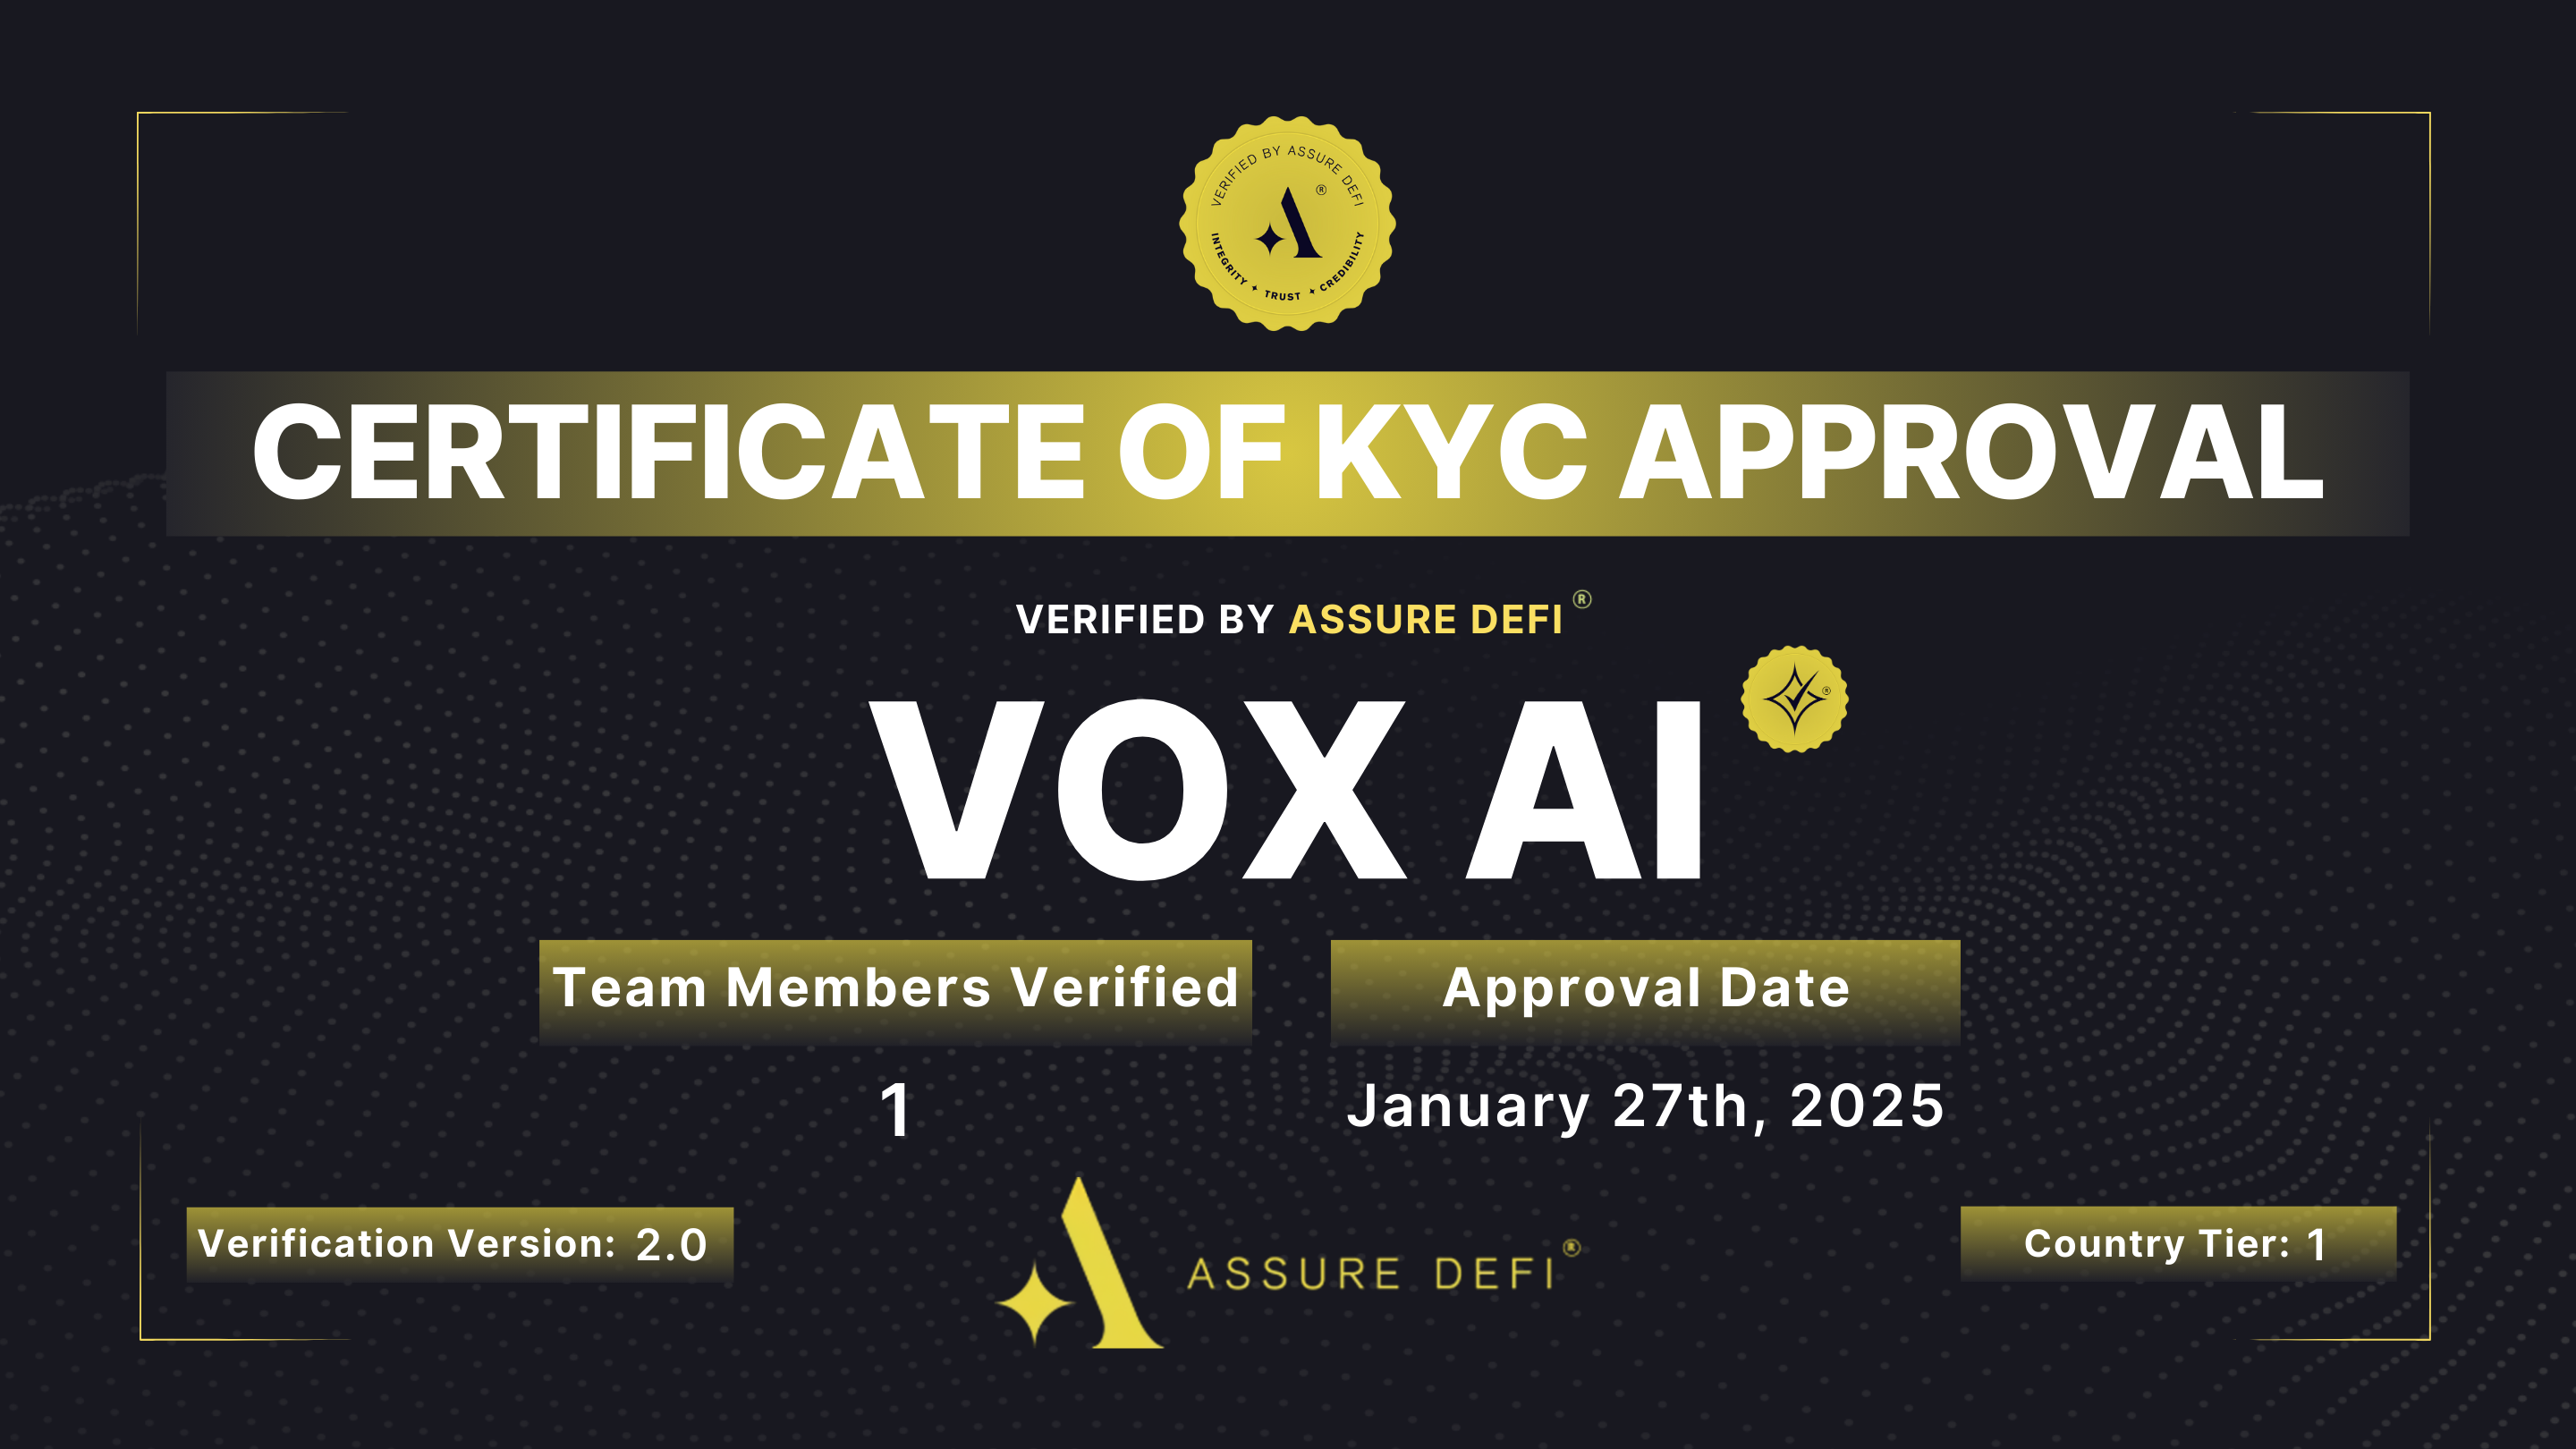 VERIFIED BY ASSURE DEFI
A ®
INTEGRITY ✦ TRUST ✦ CREDIBILITY
CERTIFICATE OF KYC APPROVAL
VERIFIED BY ASSURE DEFI ®
VOX AI
®
Team Members Verified
1
Approval Date
January 27th, 2025
Verification Version: 2.0
A ASSURE DEFI ®
Country Tier: 1